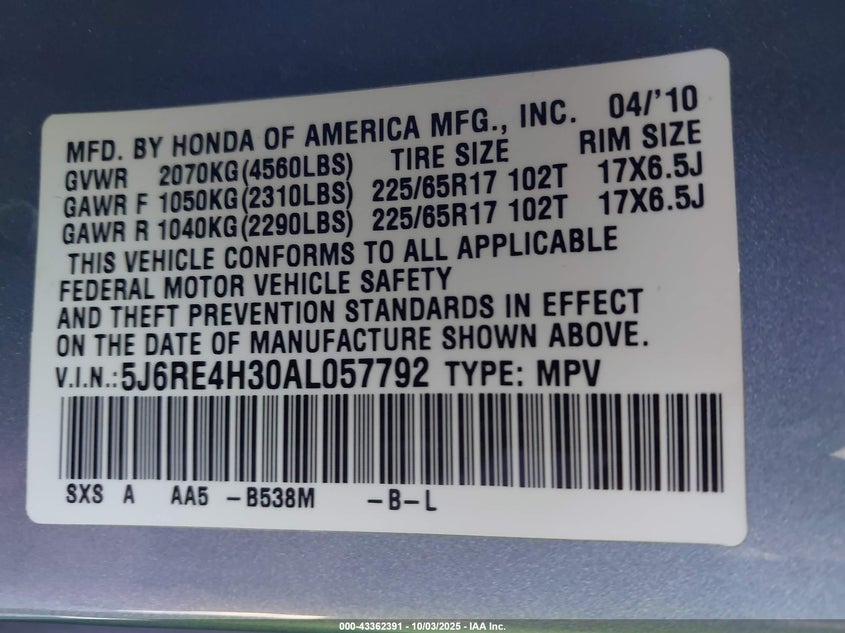 MFD. BY HONDA OF AMERICA MFG., INC. 04/'10
GVWR 2070KG(4560LBS) TIRE SIZE RIM SIZE
GAWR F 1050KG(2310LBS) 225/65R17 102T 17X6.5J
GAWR R 1040KG(2290LBS) 225/65R17 102T 17X6.5J
THIS VEHICLE CONFORMS TO ALL APPLICABLE
FEDERAL MOTOR VEHICLE SAFETY
AND THEFT PREVENTION STANDARDS IN EFFECT
ON THE DATE OF MANUFACTURE SHOWN ABOVE.
V.I.N.:5J6RE4H30AL057792 TYPE: MPV
SXS A AA5 -B538M -B-L
000-43362391 - 10/03/2025 - IAA Inc.